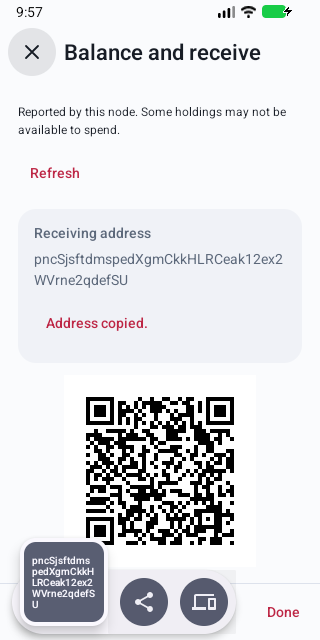 9:57
Balance and receive
Reported by this node. Some holdings may not be
available to spend.
Refresh
Receiving address
pncSjsftdmspedXgmCkkHLRCeak12ex2
WVrne2qdefSU
Address copied.
pncSjsftdms
pedXgmCkkH
LRCeak12ex2
WVrne2qdefS
U
Done